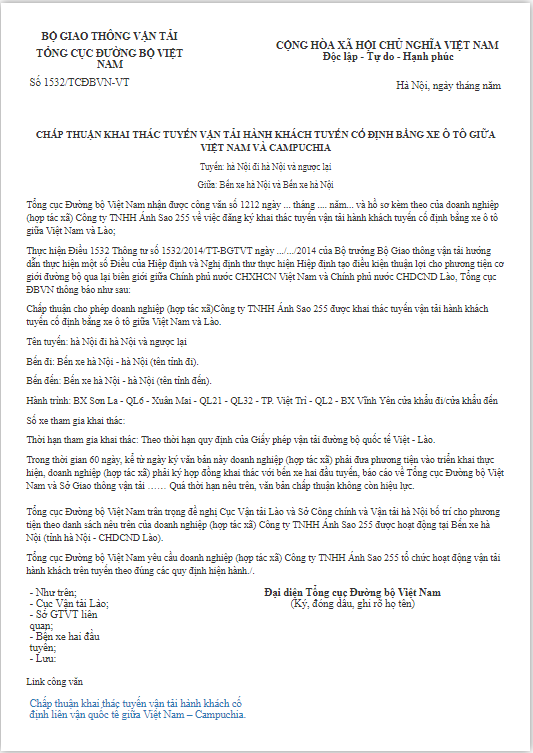 BỘ GIAO THÔNG VẬN TẢI
TỔNG CỤC ĐƯỜNG BỘ VIỆT
NAM
Số 1532/TCĐBVN-VT
CỘNG HÒA XÃ HỘI CHỦ NGHĨA VIỆT NAM
Độc lập - Tự do - Hạnh phúc
Hà Nội, ngày tháng năm
CHẤP THUẬN KHAI THÁC TUYẾN VẬN TẢI HÀNH KHÁCH TUYẾN CỐ ĐỊNH BẰNG XE Ô TÔ GIỮA
VIỆT NAM VÀ CAMPUCHIA
Tuyến: hà Nội đi hà Nội và ngược lại
Giữa: Bến xe hà Nội và Bến xe hà Nội
Tổng cục Đường bộ Việt Nam nhận được công văn số 1212 ngày ... tháng .... năm... và hồ sơ kèm theo của doanh nghiệp
(hợp tác xã) Công ty TNHH Ánh Sao 255 về việc đăng ký khai thác tuyến vận tải hành khách tuyến cố định bằng xe ô tô
giữa Việt Nam và Lào;
Thực hiện Điều 1532 Thông tư số 1532/2014/TT-BGTVT ngày .../.../2014 của Bộ trưởng Bộ Giao thông vận tải hướng
dẫn thực hiện một số Điều của Hiệp định và Nghị định thư thực hiện Hiệp định tạo điều kiện thuận lợi cho phương tiện cơ
giới đường bộ qua lại biên giới giữa Chính phủ nước CHXHCN Việt Nam và Chính phủ nước CHDCND Lào, Tổng cục
ĐBVN thông báo như sau:
Chấp thuận cho phép doanh nghiệp (hợp tác xã)Công ty TNHH Ánh Sao 255 được khai thác tuyến vận tải hành khách
tuyến cố định bằng xe ô tô giữa Việt Nam và Lào.
Tên tuyến: hà Nội đi hà Nội và ngược lại
Bến đi: Bến xe hà Nội - hà Nội (tên tỉnh đi).
Bến đến: Bến xe hà Nội - hà Nội (tên tỉnh đến).
Hành trình: BX Sơn La - QL6 - Xuân Mai - QL21 - QL32 - TP. Việt Trì - QL2 - BX Vĩnh Yên cửa khẩu đi/cửa khẩu đến
Số xe tham gia khai thác:
Thời hạn tham gia khai thác: Theo thời hạn quy định của Giấy phép vận tải đường bộ quốc tế Việt - Lào.
Trong thời gian 60 ngày, kể từ ngày ký văn bản này doanh nghiệp (hợp tác xã) phải đưa phương tiện vào triển khai thực
hiện, doanh nghiệp (hợp tác xã) phải ký hợp đồng khai thác với bến xe hai đầu tuyến, báo cáo về Tổng cục Đường bộ Việt
Nam và Sở Giao thông vận tải ...... Quá thời hạn nêu trên, văn bản chấp thuận không còn hiệu lực.
Tổng cục Đường bộ Việt Nam trân trọng đề nghị Cục Vận tải Lào và Sở Công chính và Vận tải hà Nội bố trí cho phương
tiện theo danh sách nêu trên của doanh nghiệp (hợp tác xã) Công ty TNHH Ánh Sao 255 được hoạt động tại Bến xe hà
Nội (tỉnh hà Nội - CHDCND Lào).
Tổng cục Đường bộ Việt Nam yêu cầu doanh nghiệp (hợp tác xã) Công ty TNHH Ánh Sao 255 tổ chức hoạt động vận tải
hành khách trên tuyến theo đúng các quy định hiện hành./.
- Như trên;
- Cục Vận tải Lào;
- Sở GTVT liên
quan;
- Bến xe hai đầu
tuyến;
- Lưu:
Đại diện Tổng cục Đường bộ Việt Nam
(Ký, đóng dấu, ghi rõ họ tên)
Link công văn
Chấp thuận khai thác tuyến vận tải hành khách cố
định liên vận quốc tế giữa Việt Nam – Campuchia.